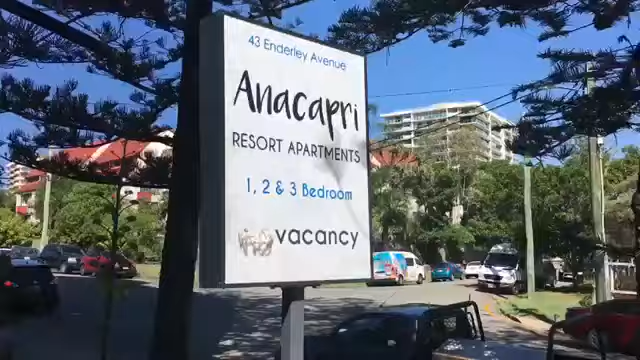 43 Enderley Avenue
Anacapri
RESORT APARTMENTS
1, 2 & 3 Bedroom
vacancy